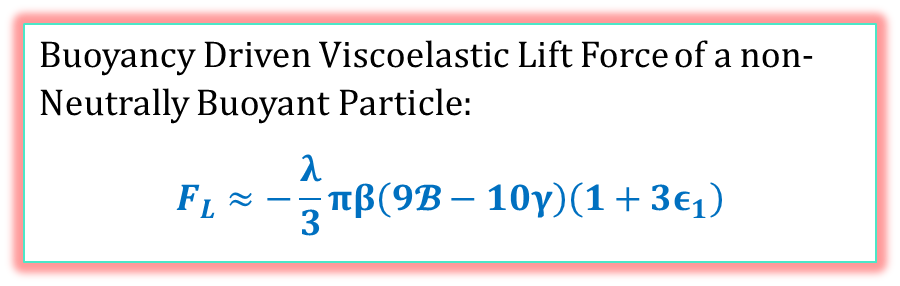 Buoyancy Driven Viscoelastic Lift Force of a non-
Neutrally Buoyant Particle:
F_L ≈ −λ/3 πβ(9ℬ − 10γ)(1 + 3ϵ₁)